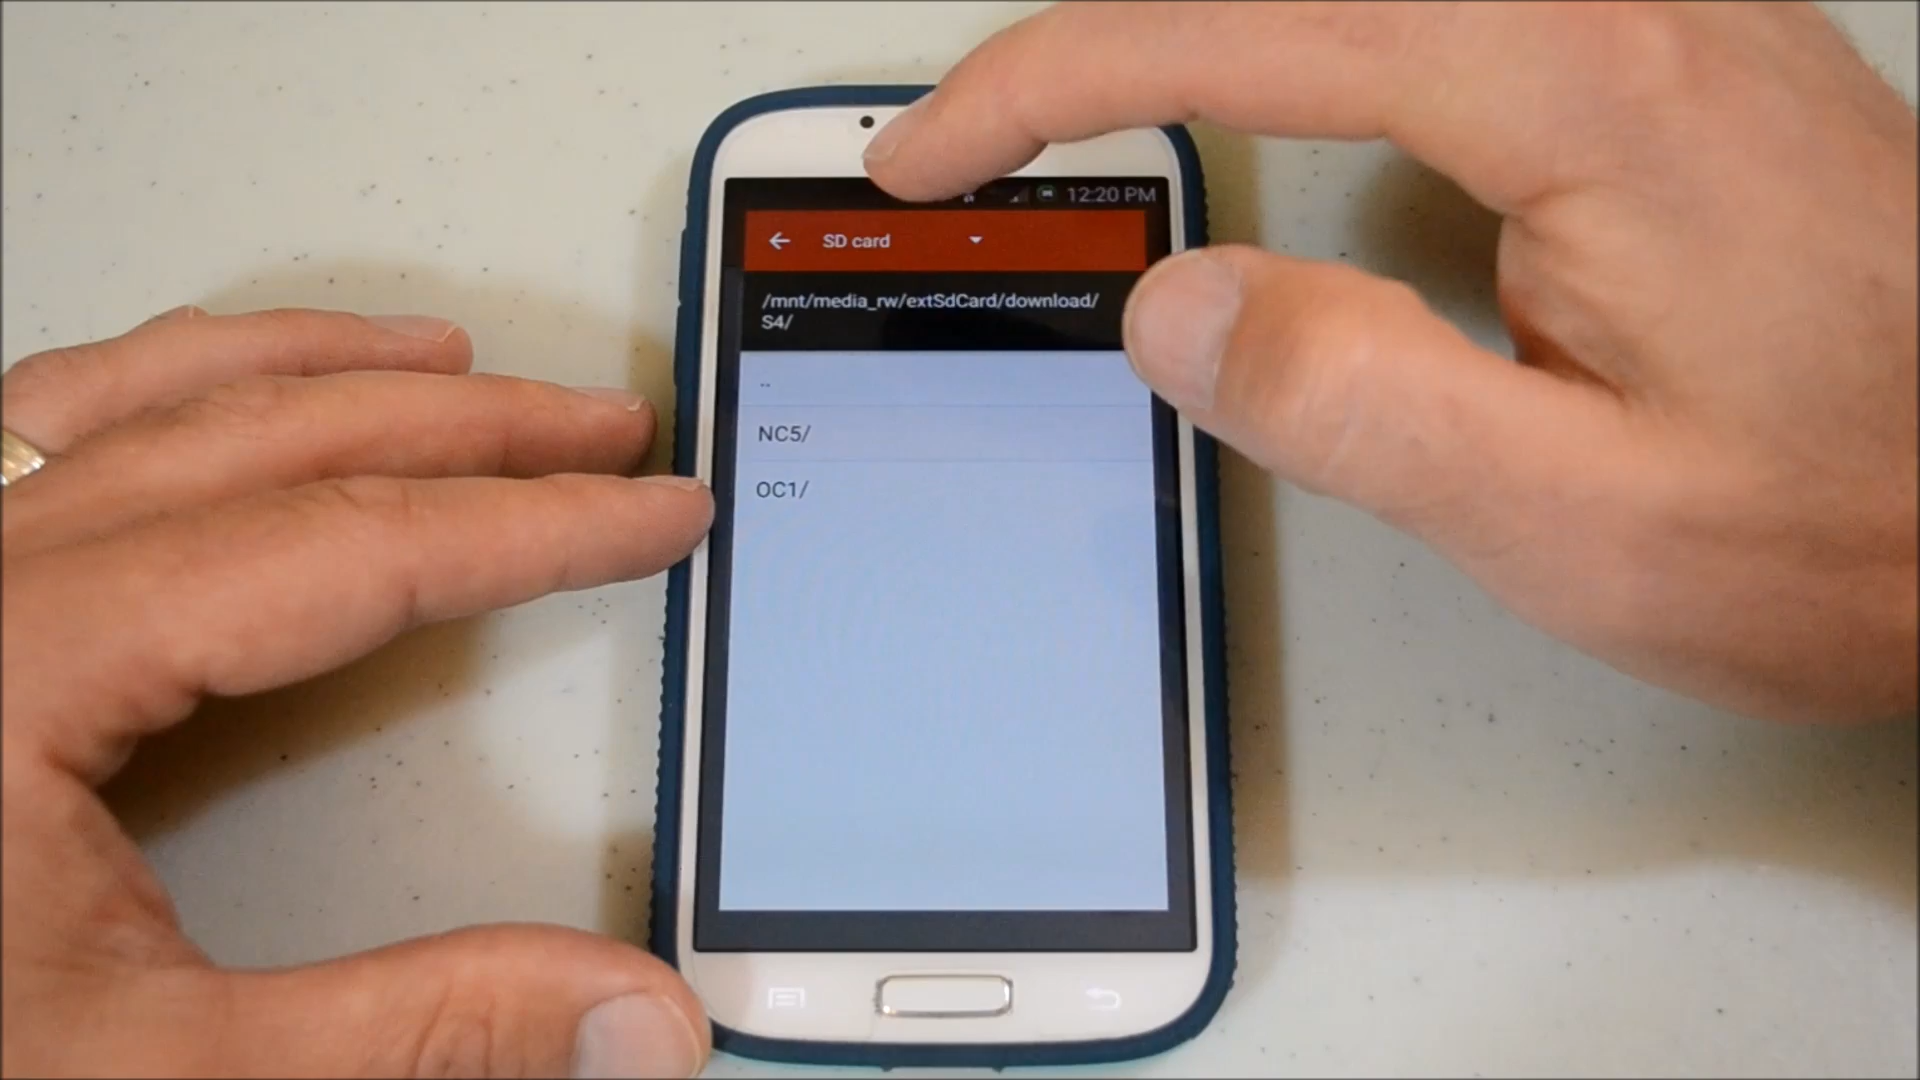 12:20 PM
SD card
/mnt/media_rw/extSdCard/download/
S4/
..
NC5/
OC1/